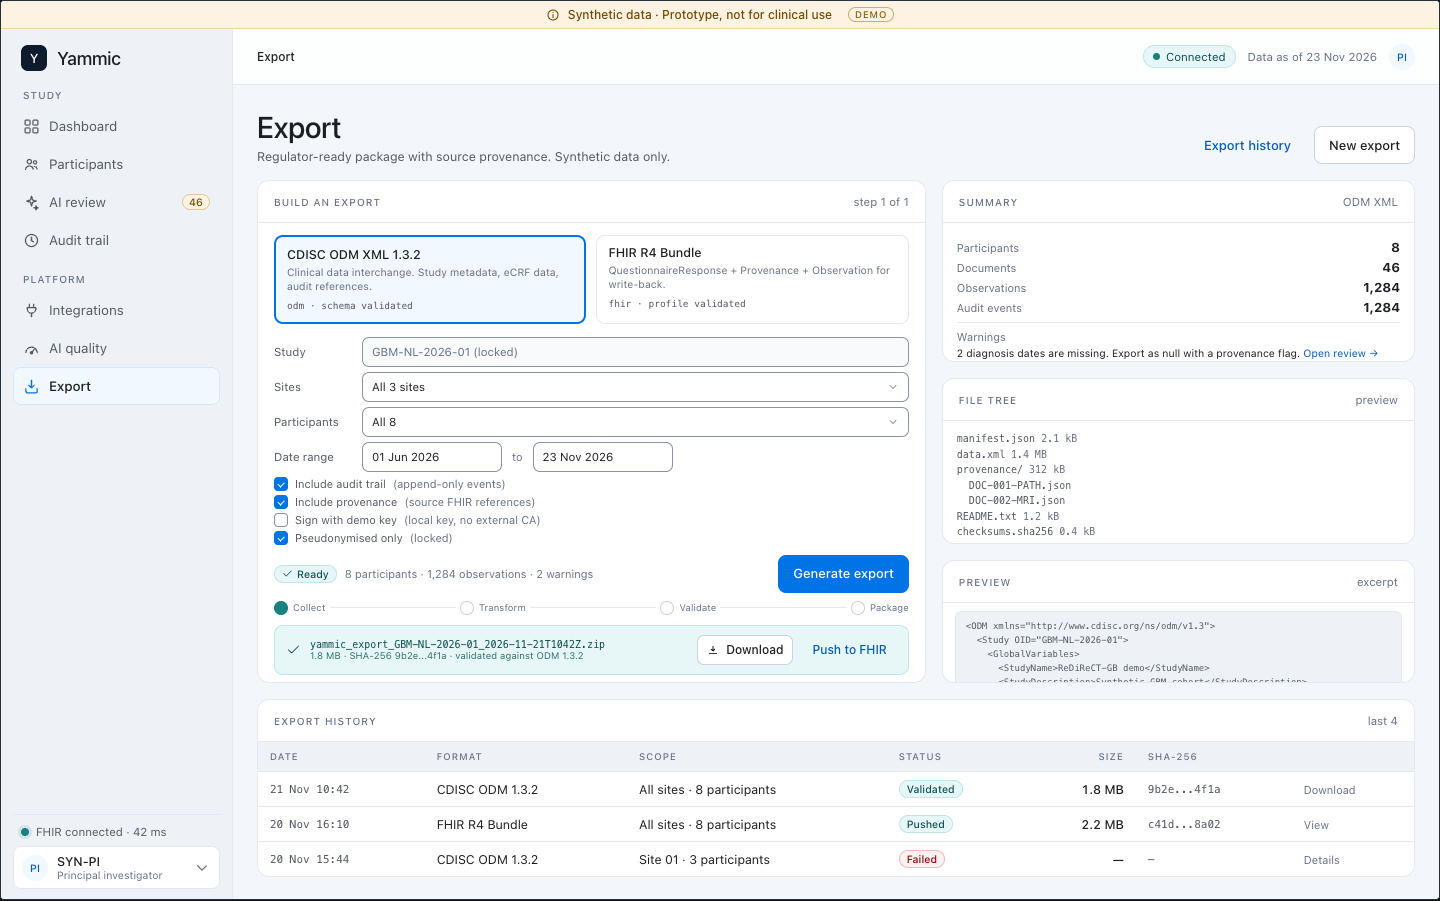 Synthetic data · Prototype, not for clinical use DEMO
Y Yammic
STUDY
Dashboard
Participants
AI review 46
Audit trail
PLATFORM
Integrations
AI quality
Export
FHIR connected · 42 ms
PI SYN-PI
Principal investigator
Export
Connected Data as of 23 Nov 2026 PI
Export
Regulator-ready package with source provenance. Synthetic data only.
Export history New export
BUILD AN EXPORT step 1 of 1
CDISC ODM XML 1.3.2
Clinical data interchange. Study metadata, eCRF data,
audit references.
odm · schema validated
FHIR R4 Bundle
QuestionnaireResponse + Provenance + Observation for
write-back.
fhir · profile validated
Study GBM-NL-2026-01 (locked)
Sites All 3 sites
Participants All 8
Date range 01 Jun 2026 to 23 Nov 2026
Include audit trail (append-only events)
Include provenance (source FHIR references)
Sign with demo key (local key, no external CA)
Pseudonymised only (locked)
Ready 8 participants · 1,284 observations · 2 warnings Generate export
Collect Transform Validate Package
yammic_export_GBM-NL-2026-01_2026-11-21T1042Z.zip
1.8 MB · SHA-256 9b2e...4f1a · validated against ODM 1.3.2
Download Push to FHIR
SUMMARY ODM XML
Participants 8
Documents 46
Observations 1,284
Audit events 1,284
Warnings
2 diagnosis dates are missing. Export as null with a provenance flag. Open review →
FILE TREE preview
manifest.json 2.1 kB
data.xml 1.4 MB
provenance/ 312 kB
DOC-001-PATH.json
DOC-002-MRI.json
README.txt 1.2 kB
checksums.sha256 0.4 kB
PREVIEW excerpt
<ODM xmlns="http://www.cdisc.org/ns/odm/v1.3">
<Study OID="GBM-NL-2026-01">
<GlobalVariables>
<StudyName>ReDiReCT-GB demo</StudyName>
<StudyDescription>Synthetic GBM cohort</StudyDescription>
EXPORT HISTORY last 4
DATE FORMAT SCOPE STATUS SIZE SHA-256
21 Nov 10:42 CDISC ODM 1.3.2 All sites · 8 participants Validated 1.8 MB 9b2e...4f1a Download
20 Nov 16:10 FHIR R4 Bundle All sites · 8 participants Pushed 2.2 MB c41d...8a02 View
20 Nov 15:44 CDISC ODM 1.3.2 Site 01 · 3 participants Failed — – Details